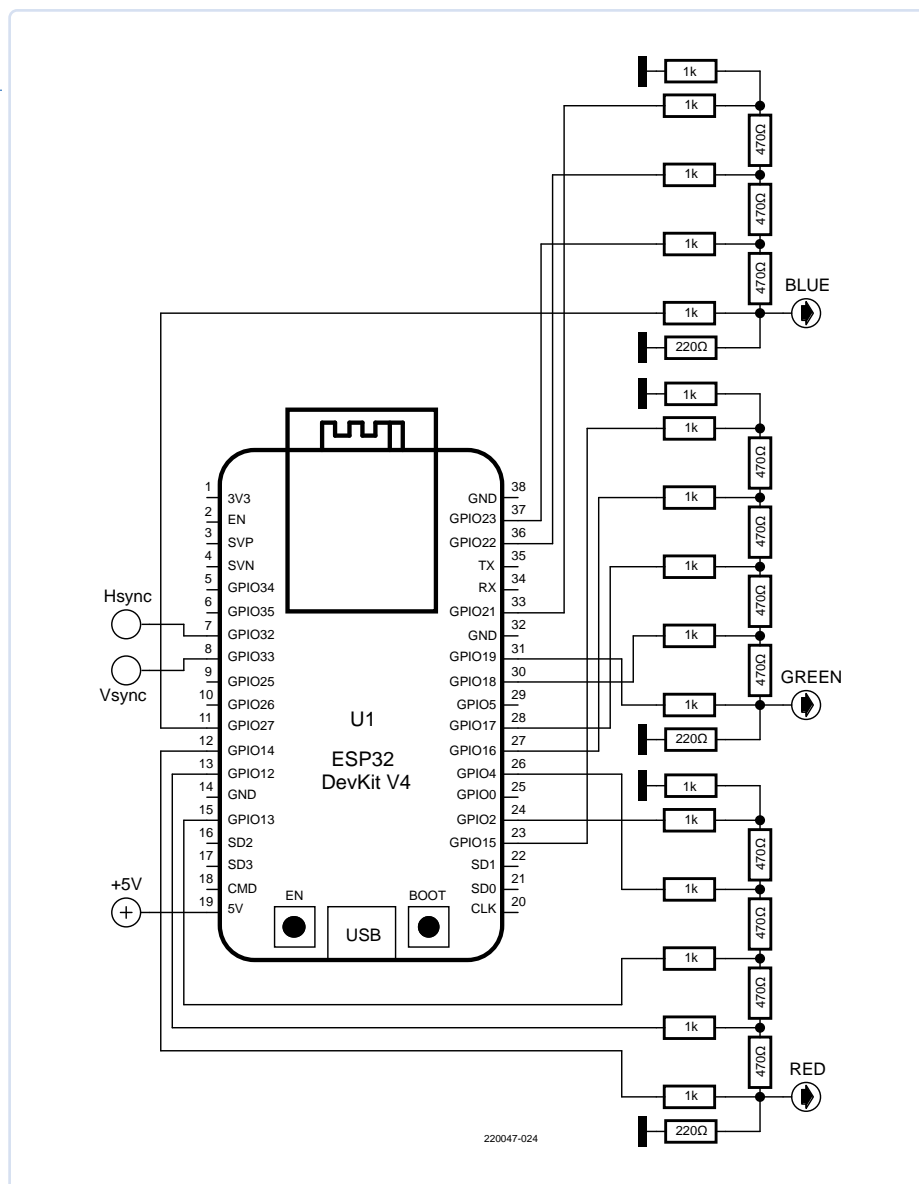 1k
1k
470Ω
1k
470Ω
1k
470Ω
BLUE
1k
220Ω
1k
1k
470Ω
1k
470Ω
1k
470Ω
1k
470Ω
GREEN
1k
220Ω
1k
1k
470Ω
1k
470Ω
1k
470Ω
1k
470Ω
RED
1k
220Ω
Hsync
Vsync
+5V
1 3V3
2 EN
3 SVP
4 SVN
5 GPIO34
6 GPIO35
7 GPIO32
8 GPIO33
9 GPIO25
10 GPIO26
11 GPIO27
12 GPIO14
13 GPIO12
14 GND
15 GPIO13
16 SD2
17 SD3
18 CMD
19 5V
U1
ESP32
DevKit V4
EN
USB
BOOT
GND 38
GPIO23 37
GPIO22 36
TX 35
RX 34
GPIO21 33
GND 32
GPIO19 31
GPIO18 30
GPIO5 29
GPIO17 28
GPIO16 27
GPIO4 26
GPIO0 25
GPIO2 24
GPIO15 23
SD1 22
SD0 21
CLK 20
220047-024